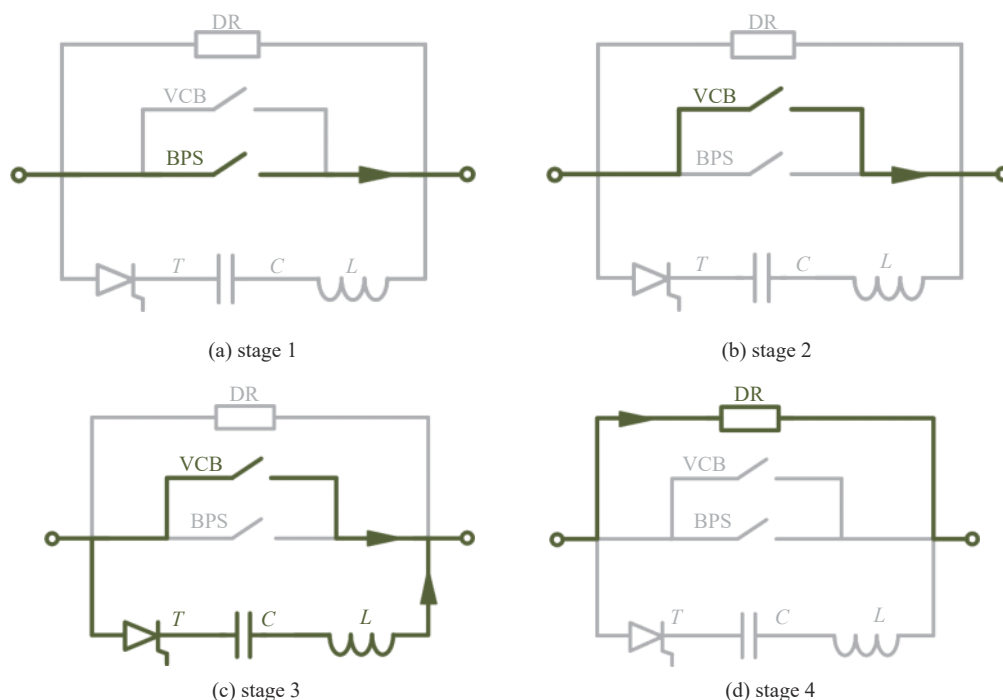 DR
VCB
BPS
T C L
(a) stage 1
DR
VCB
BPS
T C L
(b) stage 2
DR
VCB
BPS
T C L
(c) stage 3
DR
VCB
BPS
T C L
(d) stage 4